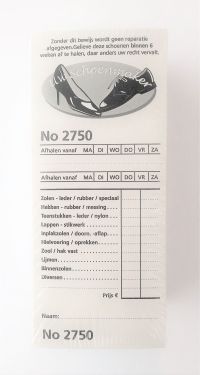 Zonder dit bewijs wordt geen reparatie
afgegeven.Gelieve deze schoenen binnen 6
weken af te halen, daar anders uw recht vervalt.
Schoenmaker
No 2750
Afhalen vanaf MA DI WO DO VR ZA
Afhalen vanaf MA DI WO DO VR ZA
Zolen - leder / rubber / speciaal
Hakken - rubber / messing
Teenstukken - leder / nylon
Lappen - stikwerk
Inplakzolen / doorn. -oflap
Hielvoering / oprekken
Zool / hak vast
Lijmen
Binnenzolen
Diversen
Prijs €
Naam:
No 2750